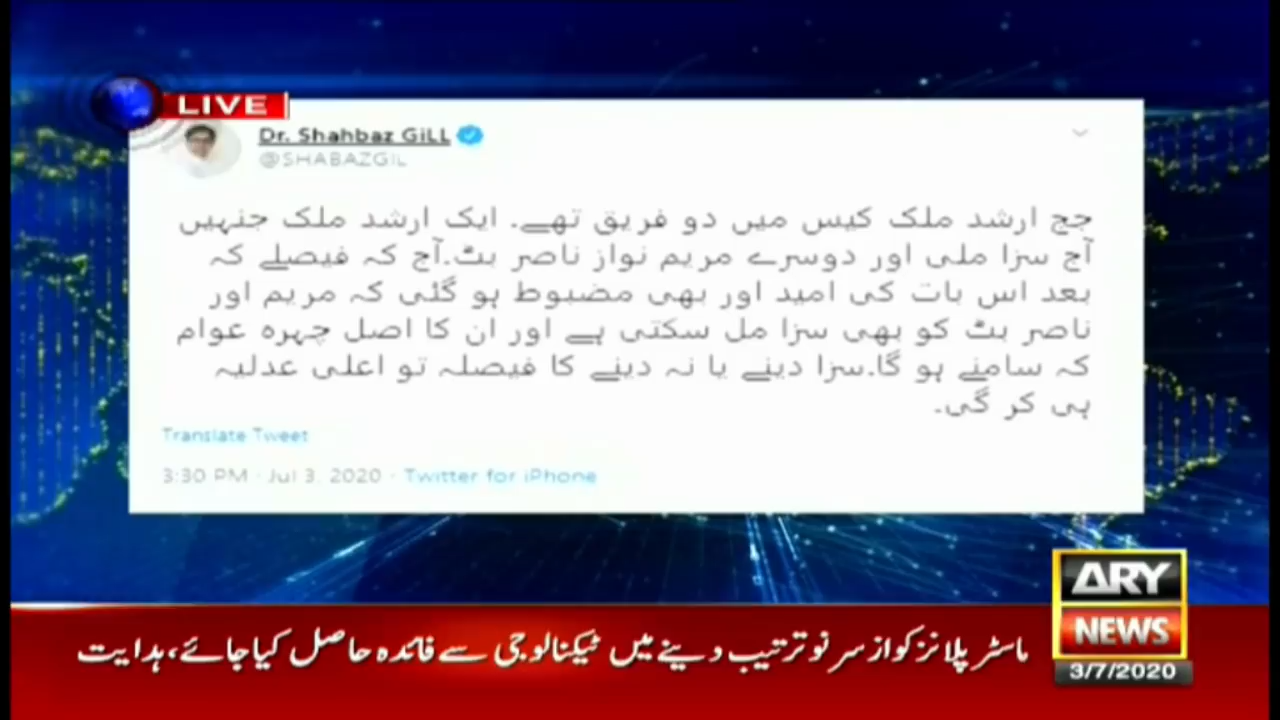 LIVE
Dr. Shahbaz GiLL
@SHABAZGIL
جج ارشد ملک کیس میں دو فریق تھے۔ ایک ارشد ملک جنہیں
آج سزا ملی اور دوسرے مریم نواز ناصر بٹ۔آج کہ فیصلے کہ
بعد اس بات کی امید اور بھی مضبوط ہو گئی کہ مریم اور
ناصر بٹ کو بھی سزا مل سکتی ہے اور ان کا اصل چہرہ عوام
کہ سامنے ہو گا۔سزا دینے یا نہ دینے کا فیصلہ تو اعلی عدلیہ
ہی کر گی۔
Translate Tweet
3:30 PM · Jul 3, 2020 · Twitter for iPhone
ARY
NEWS
3/7/2020
ماسٹر پلانز کو از سر نو ترتیب دینے میں ٹیکنالوجی سے فائدہ حاصل کیا جائے، ہدایت